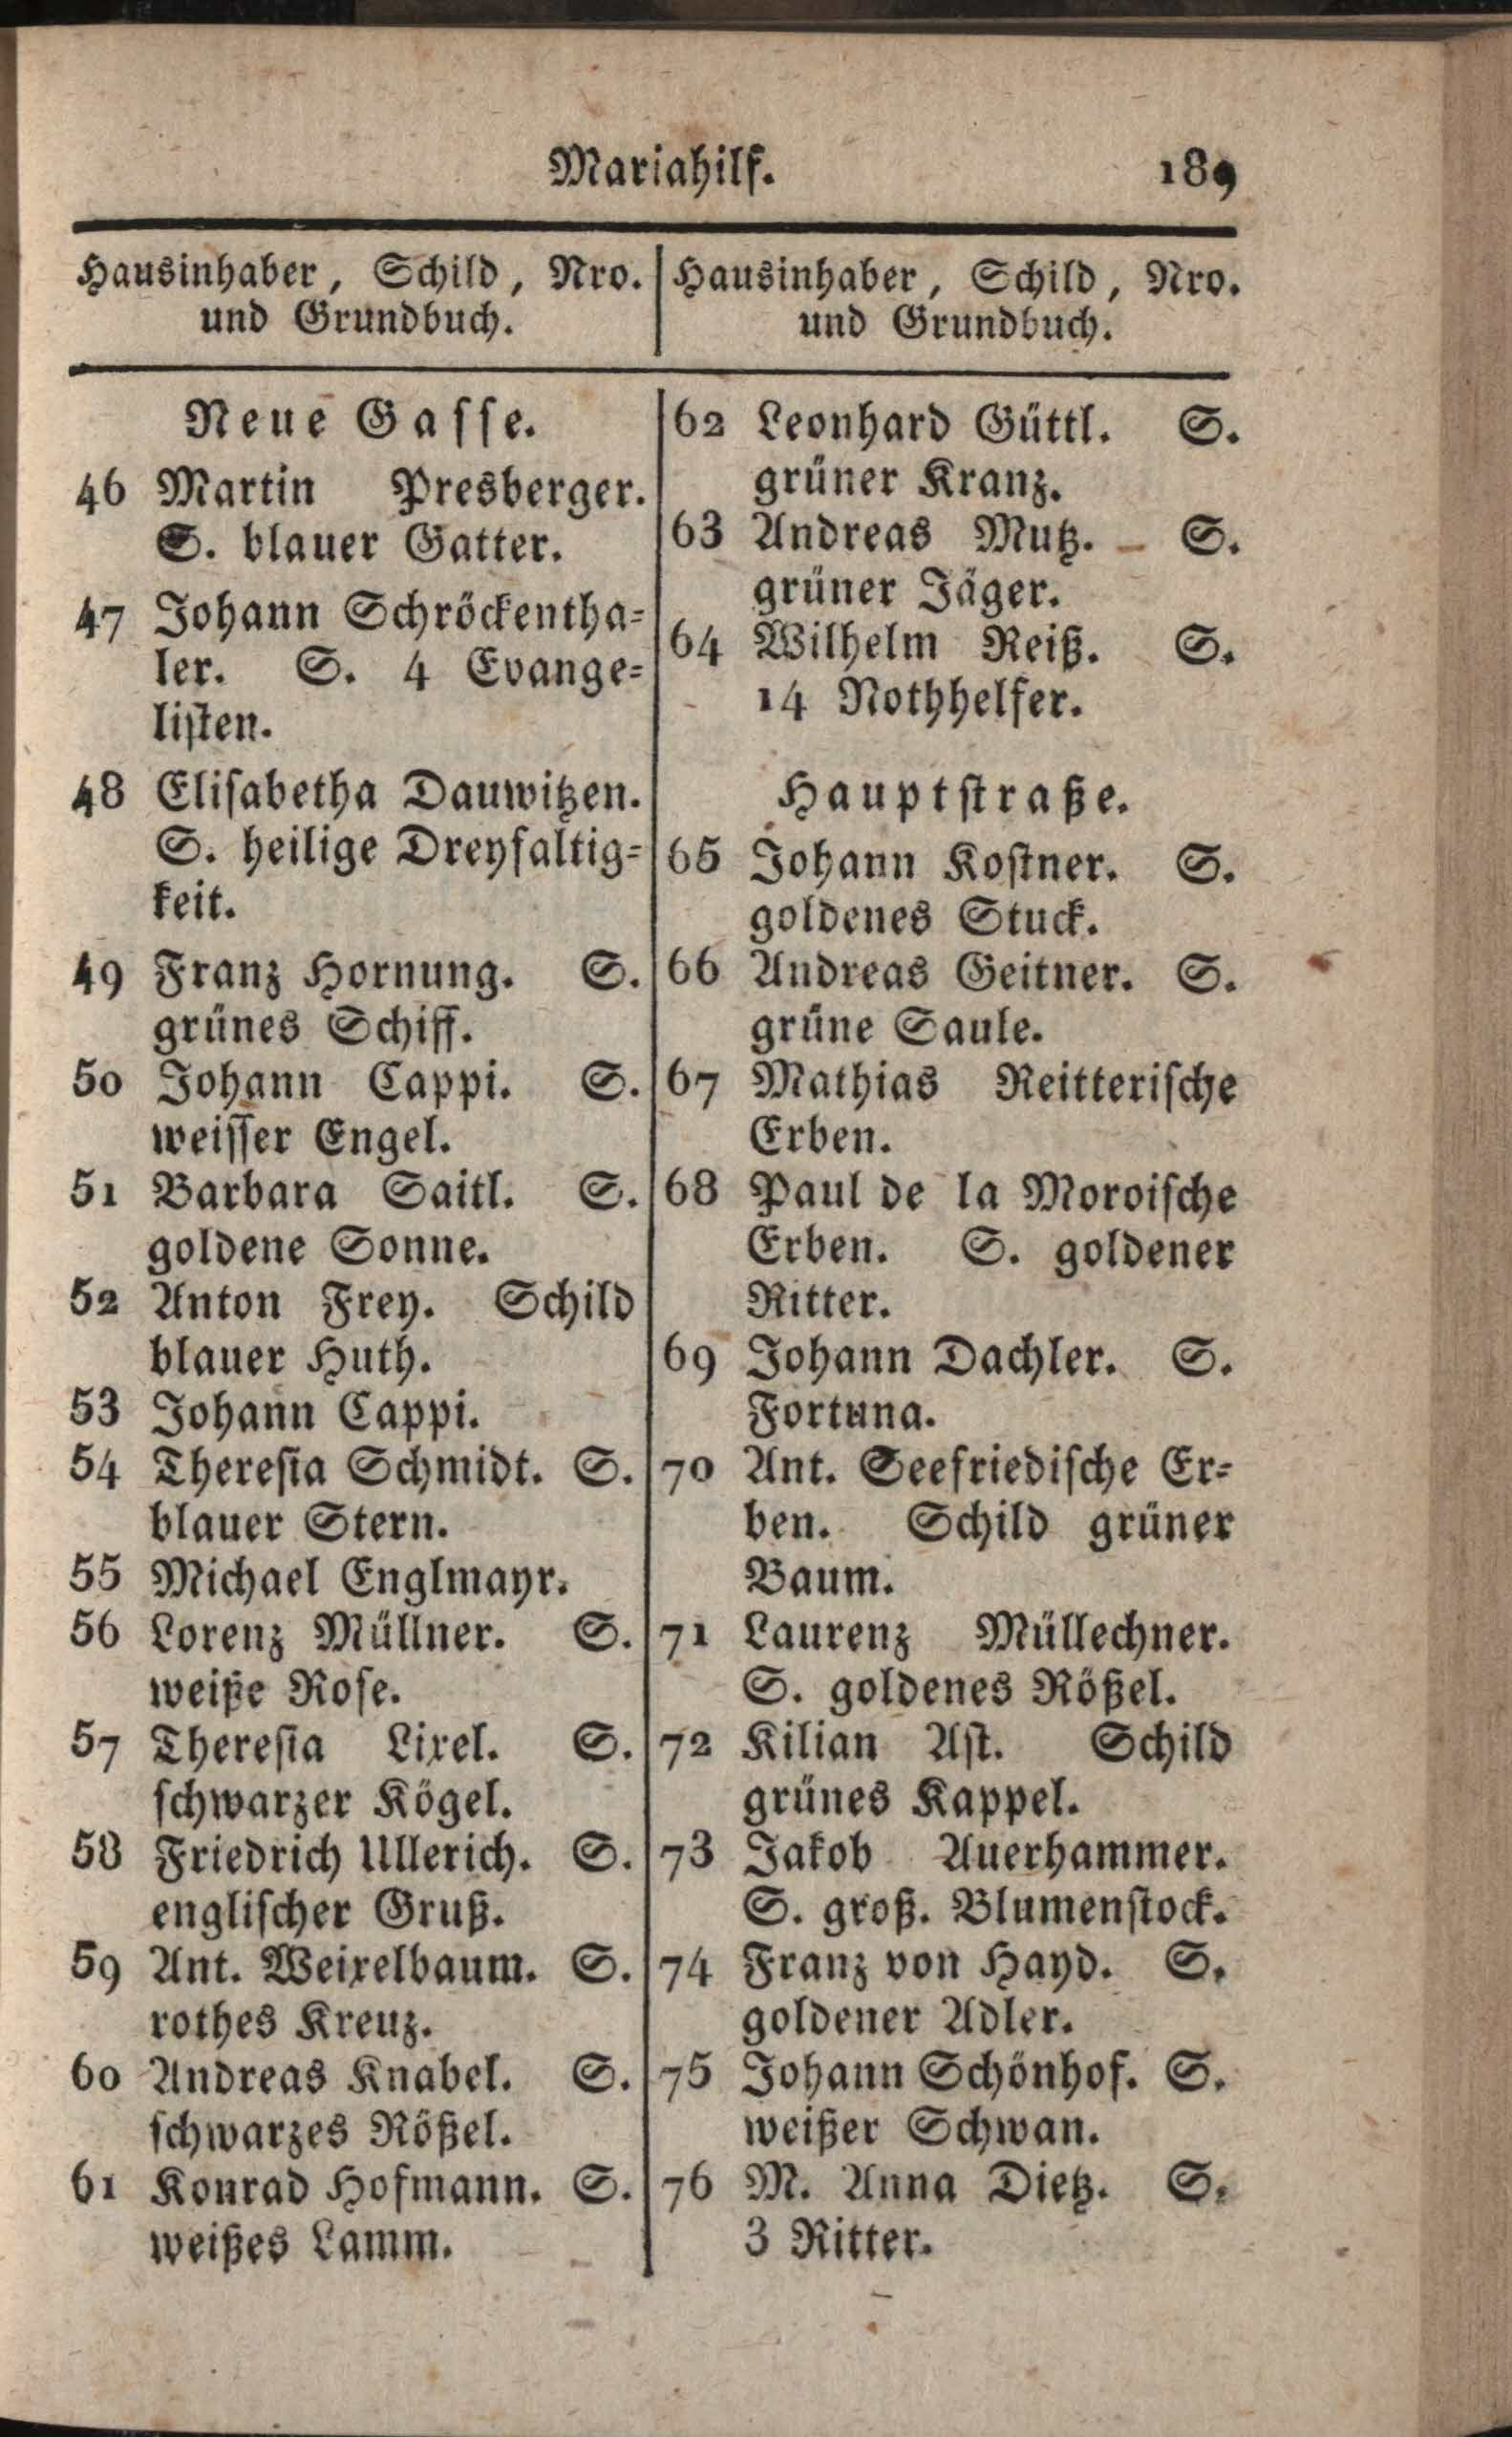 Mariahilf. 189
Hausinhaber, Schild, Nro.
und Grundbuch.
Neue Gasse.
46 Martin Presberger.
S. blauer Gatter.
47 Johann Schröckentha=
ler. S. 4 Evange=
listen.
48 Elisabetha Dauwitzen.
S. heilige Dreyfaltig=
keit.
49 Franz Hornung. S.
grünes Schiff.
50 Johann Cappi. S.
weisser Engel.
51 Barbara Saitl. S.
goldene Sonne.
52 Anton Frey. Schild
blauer Huth.
53 Johann Cappi.
54 Theresia Schmidt. S.
blauer Stern.
55 Michael Englmayr.
56 Lorenz Müllner. S.
weiße Rose.
57 Theresia Lixel. S.
schwarzer Kögel.
58 Friedrich Ullerich. S.
englischer Gruß.
59 Ant. Weixelbaum. S.
rothes Kreuz.
60 Andreas Knabel. S.
schwarzes Rößel.
61 Konrad Hofmann. S.
weißes Lamm.
Hausinhaber, Schild, Nro.
und Grundbuch.
62 Leonhard Güttl. S.
grüner Kranz.
63 Andreas Mutz. S.
grüner Jäger.
64 Wilhelm Reiß. S.
14 Nothhelfer.
Hauptstraße.
65 Johann Kostner. S.
goldenes Stuck.
66 Andreas Geitner. S.
grüne Saule.
67 Mathias Reitterische
Erben.
68 Paul de la Moroische
Erben. S. goldener
Ritter.
69 Johann Dachler. S.
Fortuna.
70 Ant. Seefriedische Er=
ben. Schild grüner
Baum.
71 Laurenz Müllechner.
S. goldenes Rößel.
72 Kilian Ast. Schild
grünes Kappel.
73 Jakob Auerhammer.
S. groß. Blumenstock.
74 Franz von Hayd. S.
goldener Adler.
75 Johann Schönhof. S.
weißer Schwan.
76 M. Anna Dietz. S.
3 Ritter.